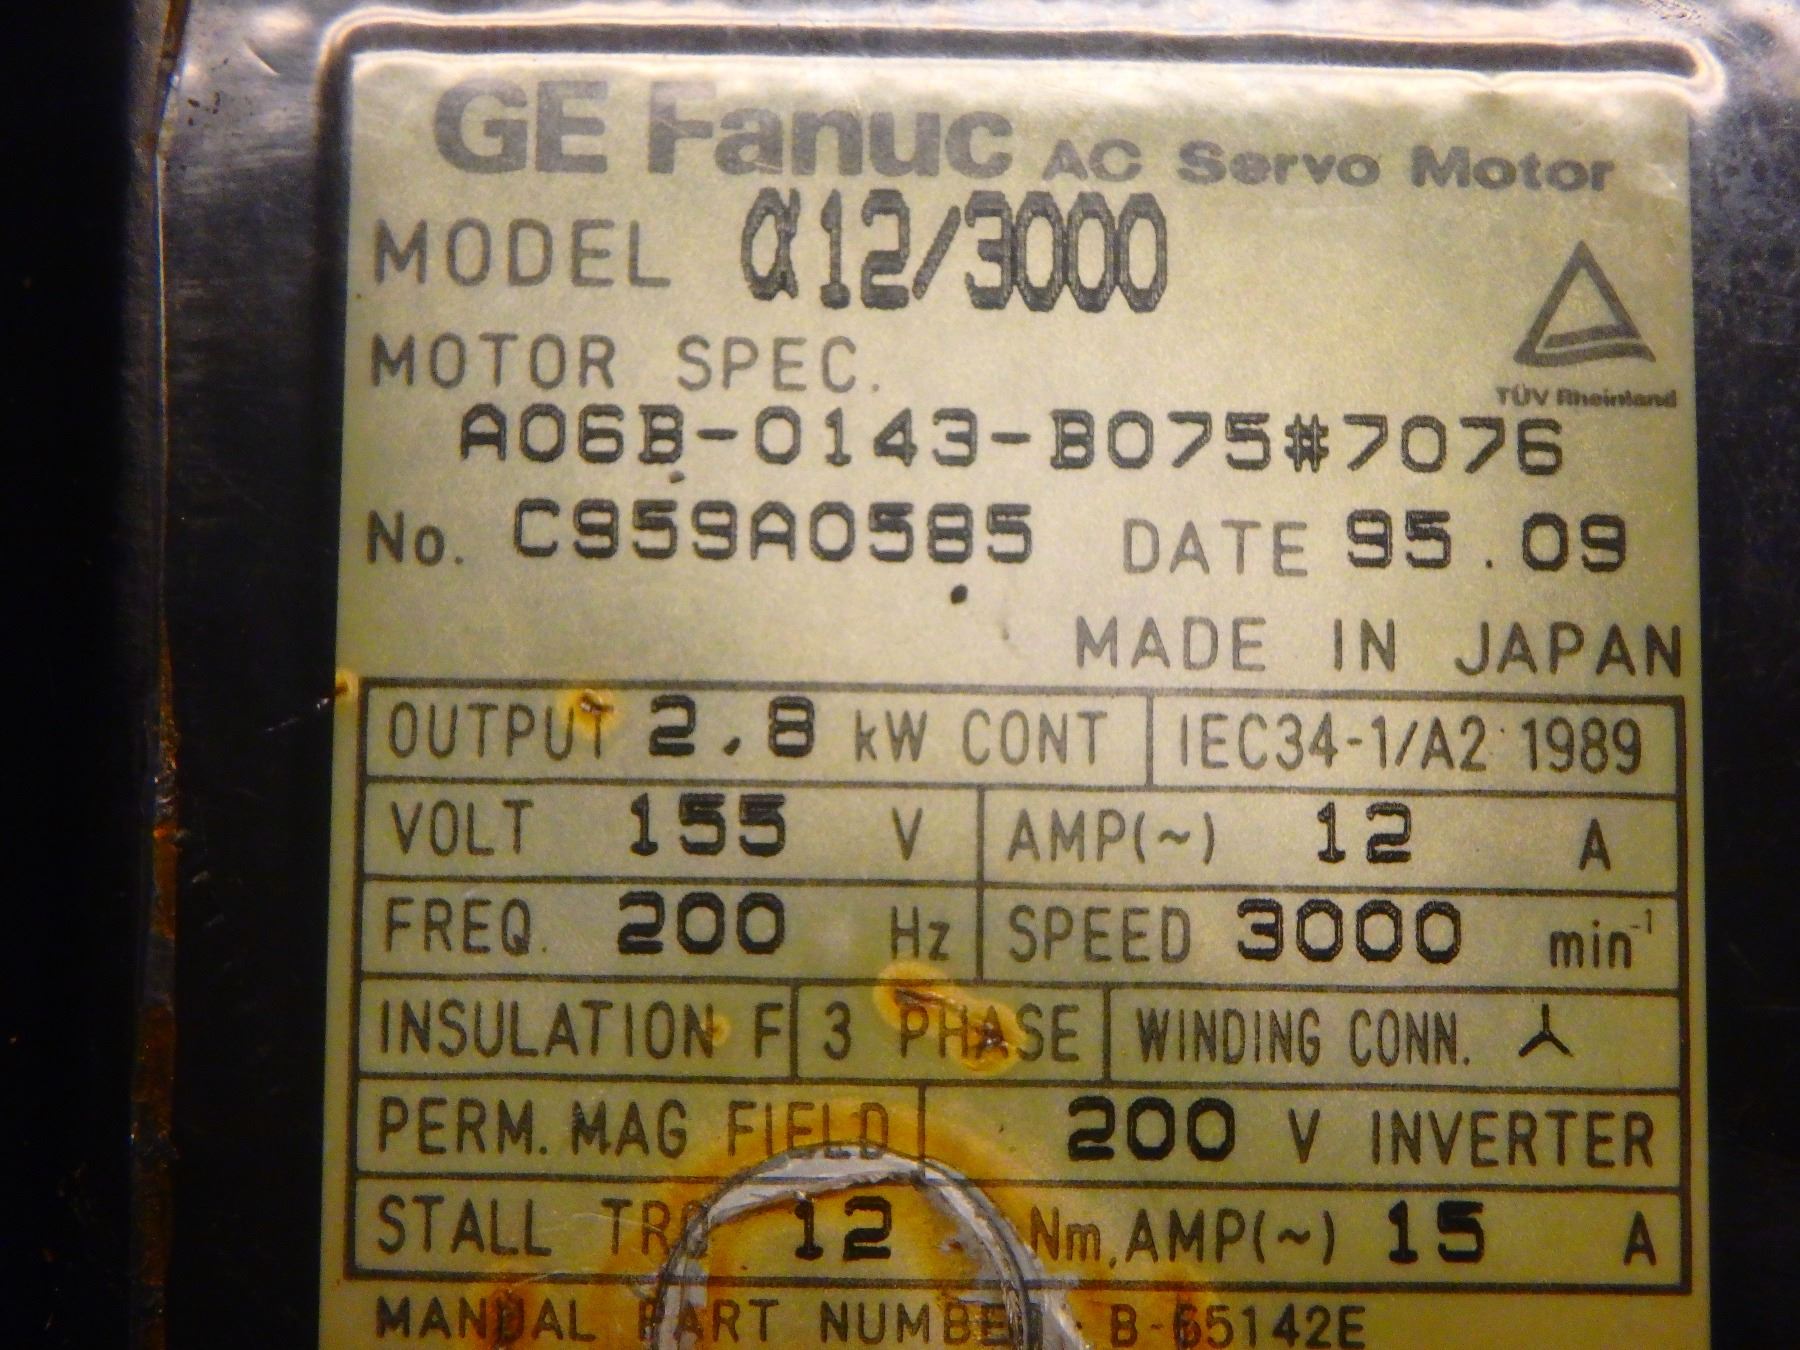 GE Fanuc AC Servo Motor
MODEL α12/3000
TÜV Rheinland
MOTOR SPEC.
A06B-0143-B075#7076
No. C959A0585 DATE 95.09
MADE IN JAPAN
OUTPUT 2.8 kW CONT IEC34-1/A2 1989
VOLT 155 V AMP(~) 12 A
FREQ. 200 Hz SPEED 3000 min⁻¹
INSULATION F 3 PHASE WINDING CONN.
PERM. MAG FIELD 200 V INVERTER
STALL TRQ 12 Nm, AMP(~) 15 A
MANUAL PART NUMBER B-65142E